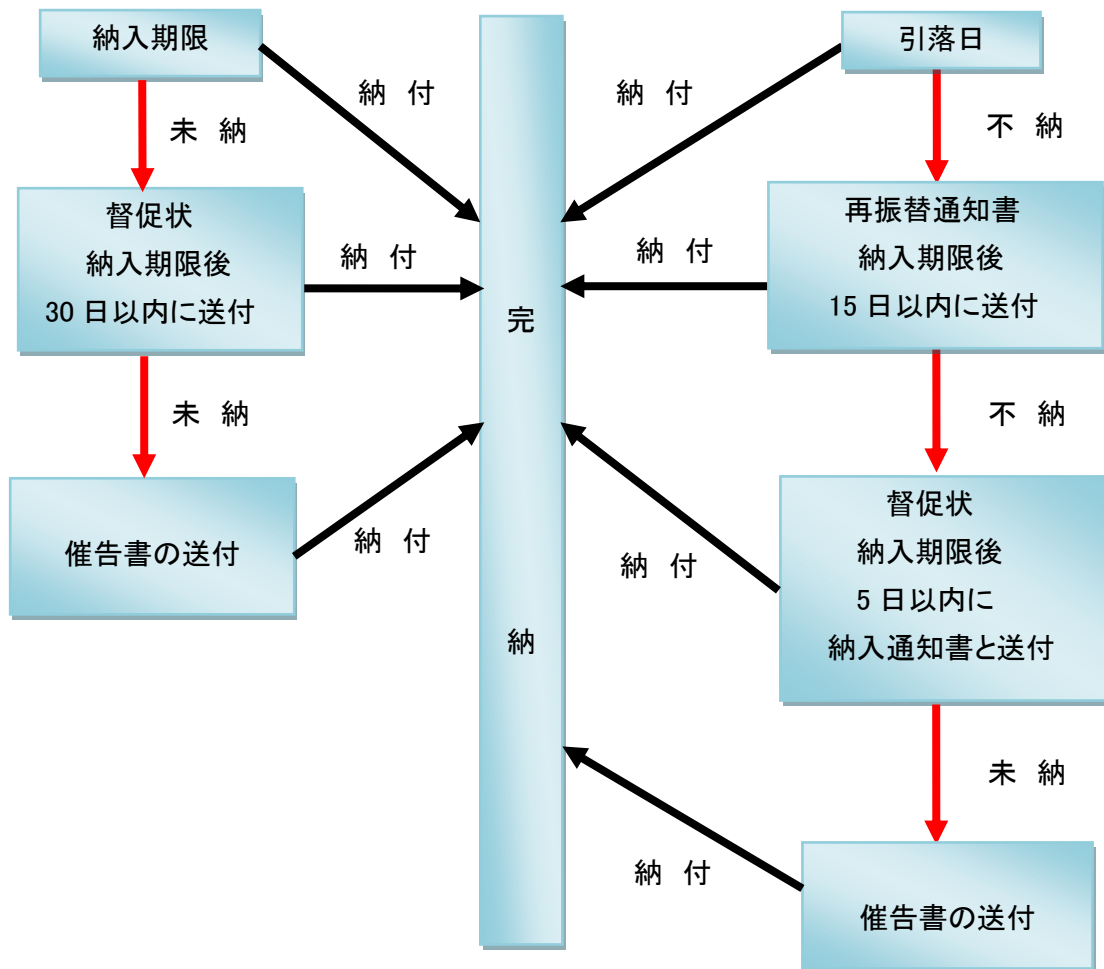 納入期限
納 付
未 納
督促状
納入期限後
30 日以内に送付
納 付
未 納
催告書の送付
納 付
完
納
引落日
納 付
不 納
再振替通知書
納入期限後
15 日以内に送付
納 付
不 納
督促状
納入期限後
5 日以内に
納入通知書と送付
納 付
未 納
催告書の送付
納 付